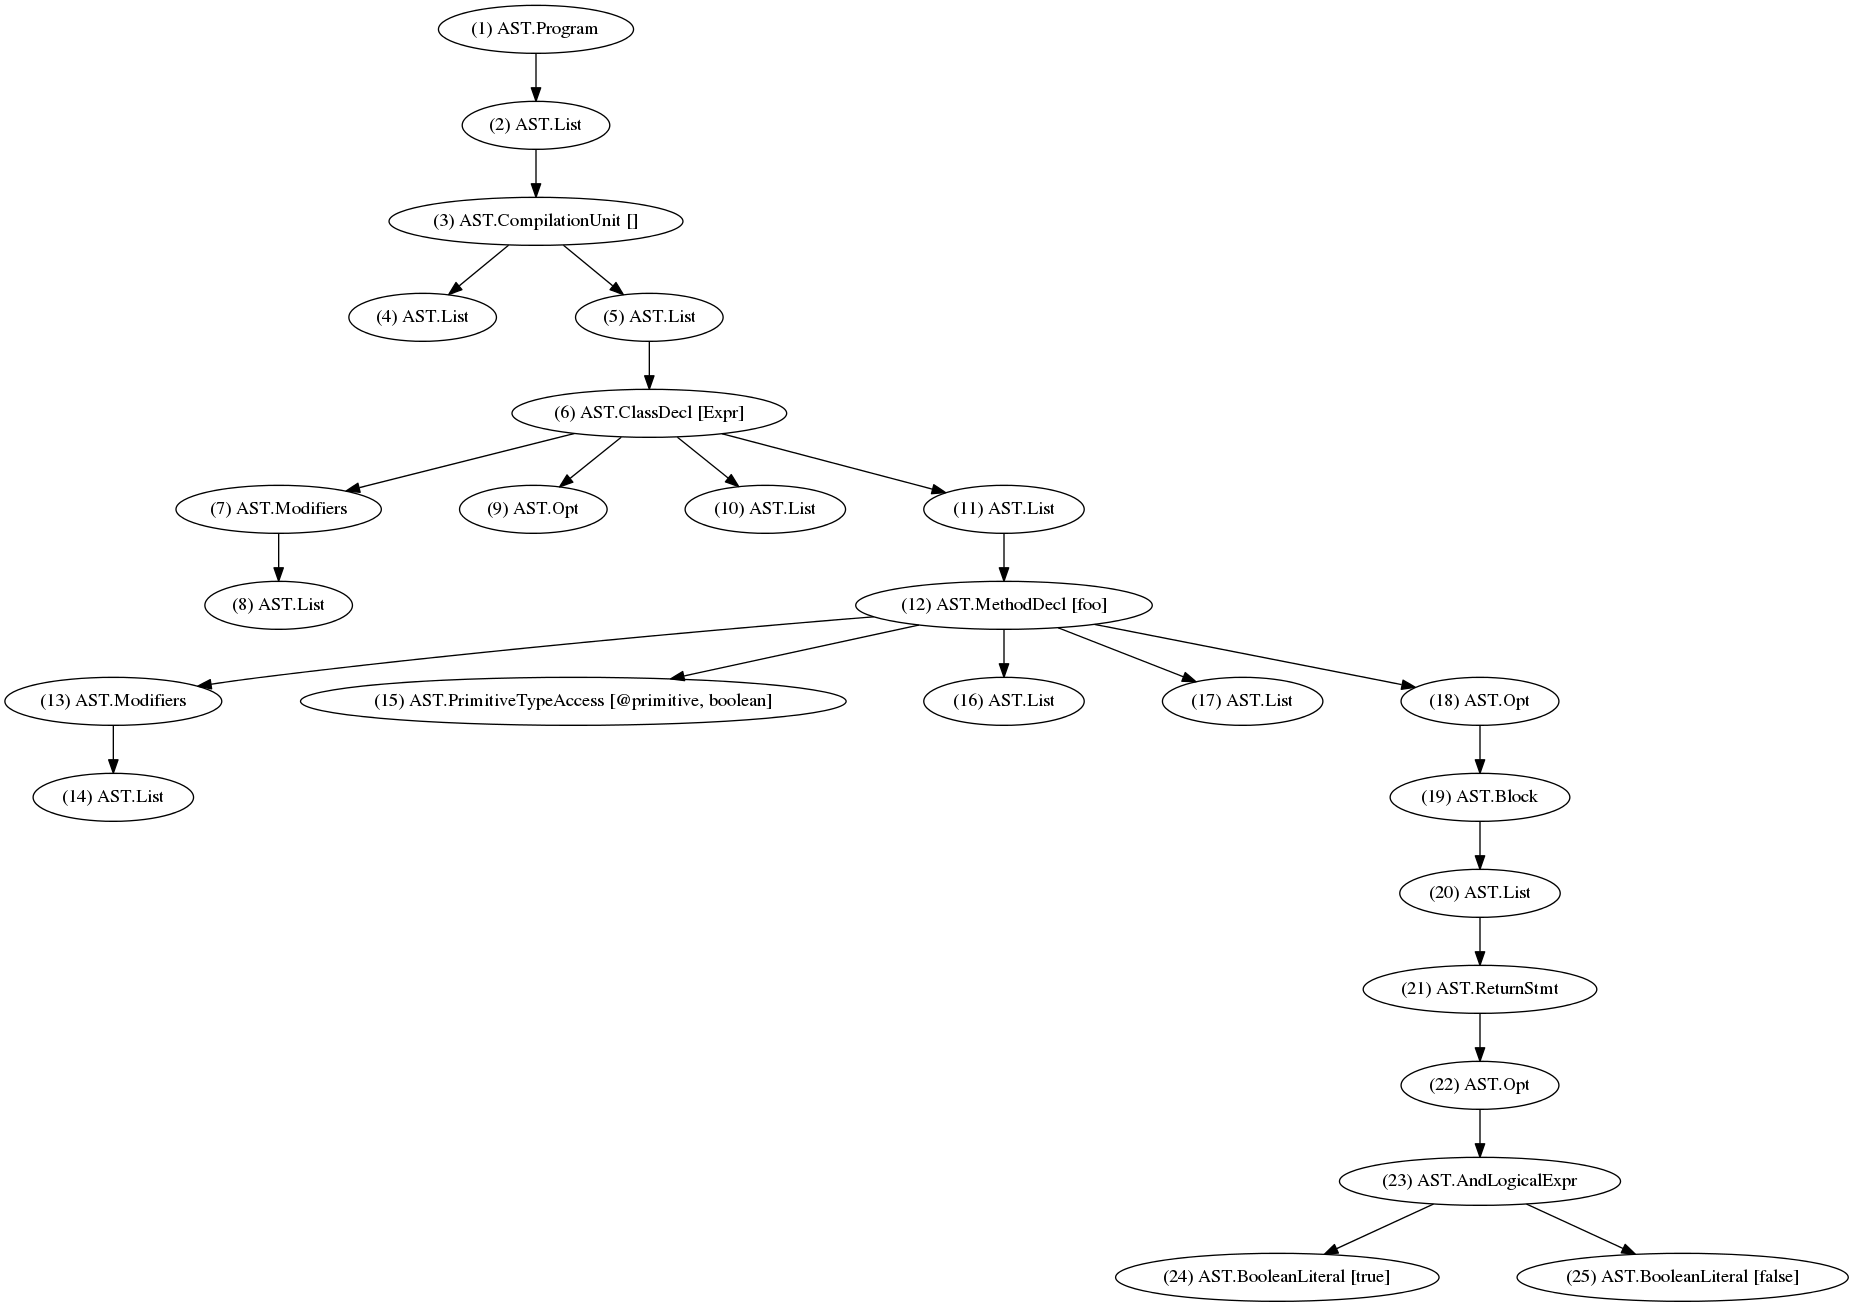 (1) AST.Program
(2) AST.List
(3) AST.CompilationUnit []
(4) AST.List
(5) AST.List
(6) AST.ClassDecl [Expr]
(7) AST.Modifiers
(9) AST.Opt
(10) AST.List
(11) AST.List
(8) AST.List
(12) AST.MethodDecl [foo]
(13) AST.Modifiers
(15) AST.PrimitiveTypeAccess [@primitive, boolean]
(16) AST.List
(17) AST.List
(18) AST.Opt
(14) AST.List
(19) AST.Block
(20) AST.List
(21) AST.ReturnStmt
(22) AST.Opt
(23) AST.AndLogicalExpr
(24) AST.BooleanLiteral [true]
(25) AST.BooleanLiteral [false]